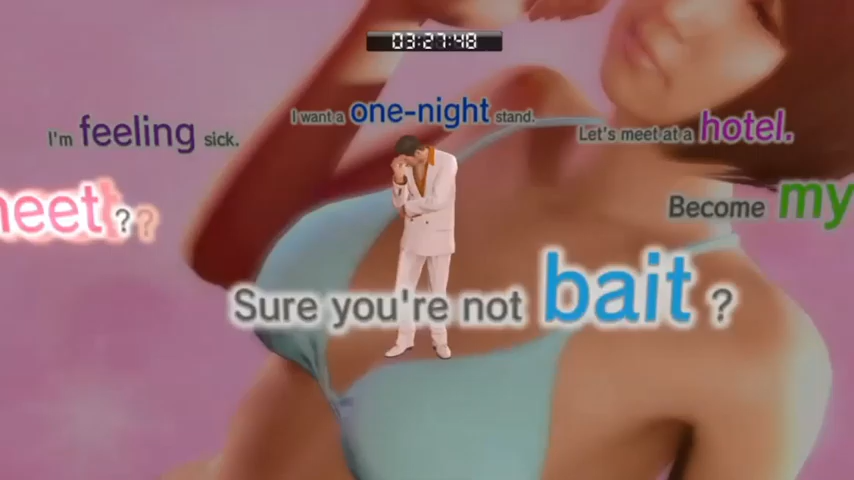 03:27:48
I want a one-night stand.
I'm feeling sick.
Let's meet at a hotel.
neet??
Become my
Sure you're not bait?